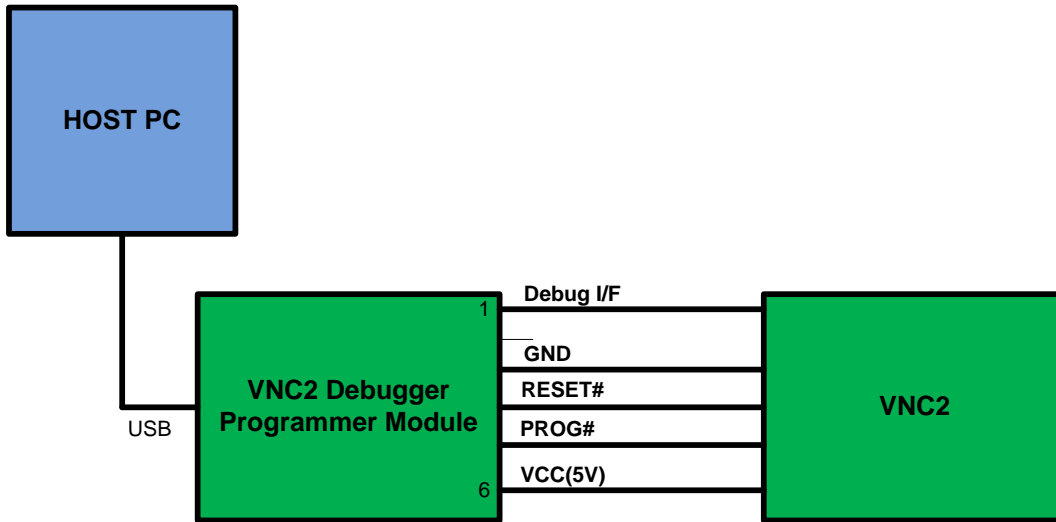 HOST PC
USB
VNC2 Debugger
Programmer Module
1
6
Debug I/F
GND
RESET#
PROG#
VCC(5V)
VNC2